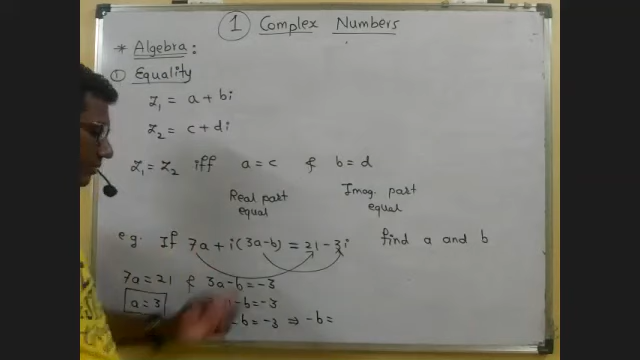 ① Complex Numbers
* Algebra:
① Equality
z₁ = a + bi
z₂ = c + di
z₁ = z₂ iff a = c & b = d
Real part equal Imag. part equal
e.g. If 7a + i(3a-b) = 21 - 3i find a and b
7a = 21 & 3a-b = -3
a = 3 -b = -3
-b = -3 ⇒ -b =